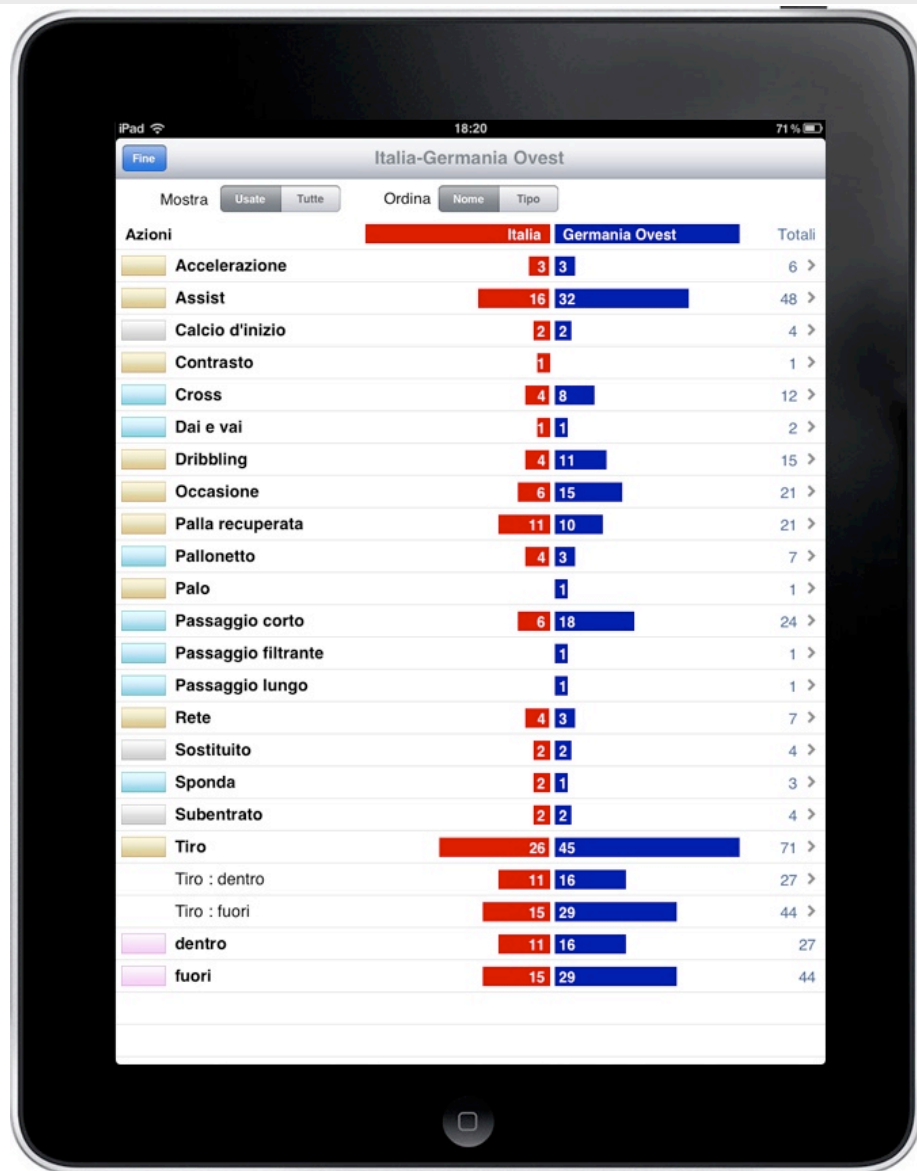 iPad 18:20 71 %
Fine Italia-Germania Ovest
Mostra Usate Tutte Ordina Nome Tipo
Azioni Italia Germania Ovest Totali
Accelerazione 3 3 6
Assist 16 32 48
Calcio d'inizio 2 2 4
Contrasto 1 1
Cross 4 8 12
Dai e vai 1 1 2
Dribbling 4 11 15
Occasione 6 15 21
Palla recuperata 11 10 21
Pallonetto 4 3 7
Palo 1 1
Passaggio corto 6 18 24
Passaggio filtrante 1 1
Passaggio lungo 1 1
Rete 4 3 7
Sostituito 2 2 4
Sponda 2 1 3
Subentrato 2 2 4
Tiro 26 45 71
Tiro : dentro 11 16 27
Tiro : fuori 15 29 44
dentro 11 16 27
fuori 15 29 44